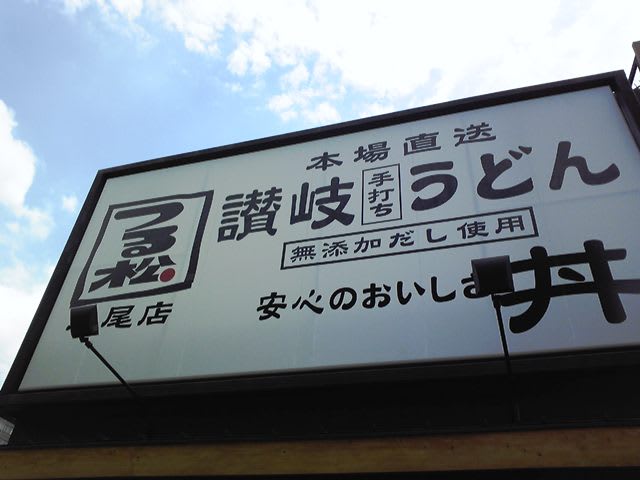 本場直送
讃岐手打ちうどん
無添加だし使用
安心のおいしさ丼
つる松
尾店